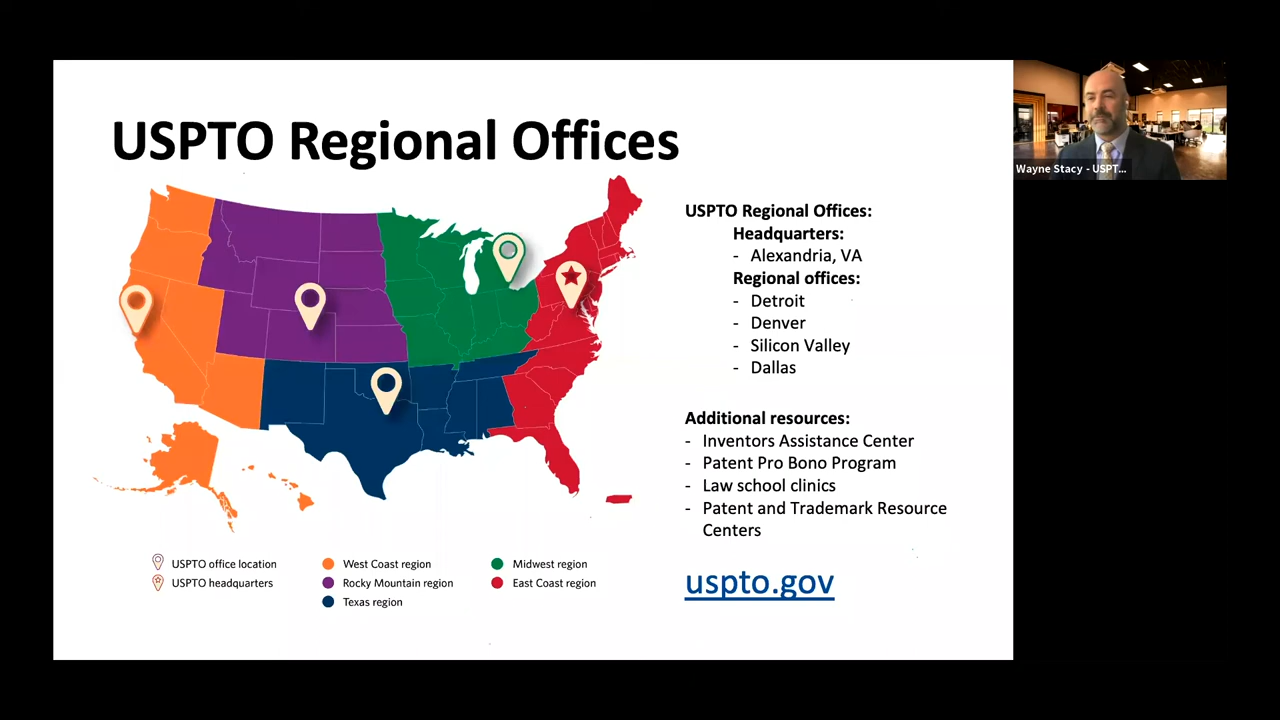 USPTO Regional Offices
Wayne Stacy - USPT...
USPTO Regional Offices:
Headquarters:
- Alexandria, VA
Regional offices:
- Detroit
- Denver
- Silicon Valley
- Dallas
Additional resources:
- Inventors Assistance Center
- Patent Pro Bono Program
- Law school clinics
- Patent and Trademark Resource
Centers
uspto.gov
USPTO office location
USPTO headquarters
West Coast region
Rocky Mountain region
Texas region
Midwest region
East Coast region